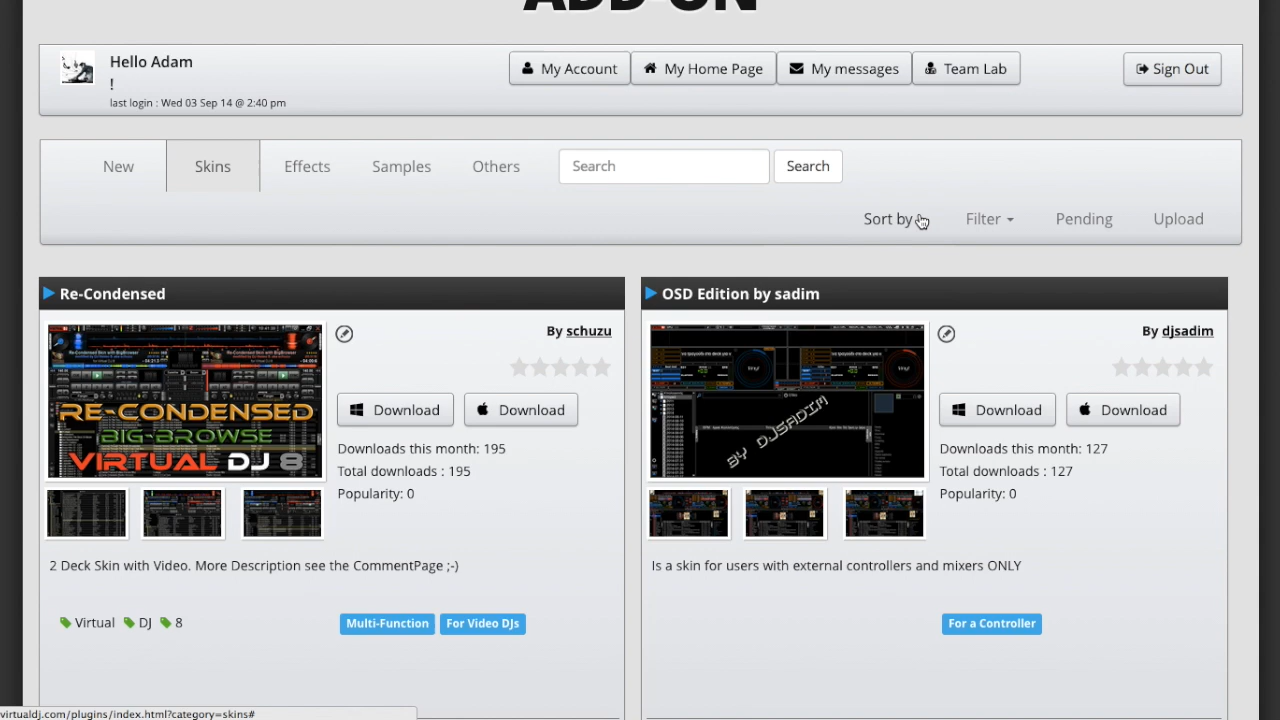 ADD-ON
Hello Adam
!
last login : Wed 03 Sep 14 @ 2:40 pm
My Account
My Home Page
My messages
Team Lab
Sign Out
New
Skins
Effects
Samples
Others
Search
Search
Sort by
Filter
Pending
Upload
Re-Condensed
By schuzu
RE-CONDENSED
BIG-BROWSE
VIRTUAL DJ 8
Download
Download
Downloads this month: 195
Total downloads : 195
Popularity: 0
2 Deck Skin with Video. More Description see the CommentPage ;-)
Virtual DJ 8
Multi-Function
For Video DJs
OSD Edition by sadim
By djsadim
BY DJSADIM
Download
Download
Downloads this month: 127
Total downloads : 127
Popularity: 0
Is a skin for users with external controllers and mixers ONLY
For a Controller
virtualdj.com/plugins/index.html?category=skins#